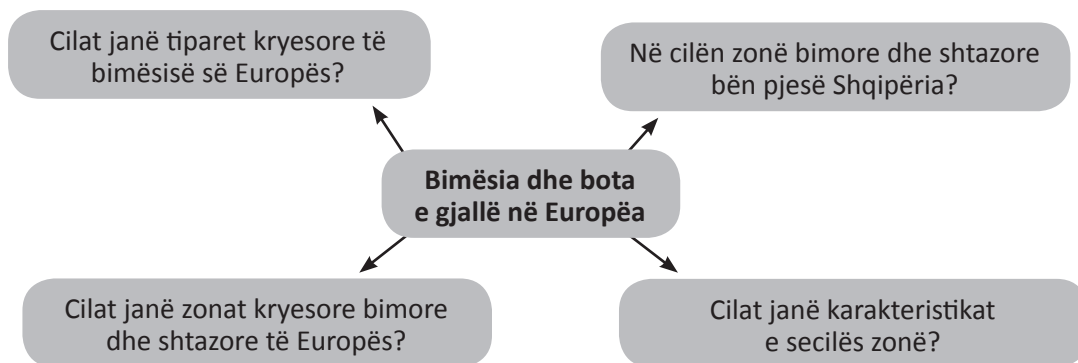 Cilat janë tiparet kryesore të
bimësisë së Europës?
Në cilën zonë bimore dhe shtazore
bën pjesë Shqipëria?
Bimësia dhe bota
e gjallë në Europëa
Cilat janë zonat kryesore bimore
dhe shtazore të Europës?
Cilat janë karakteristikat
e secilës zonë?